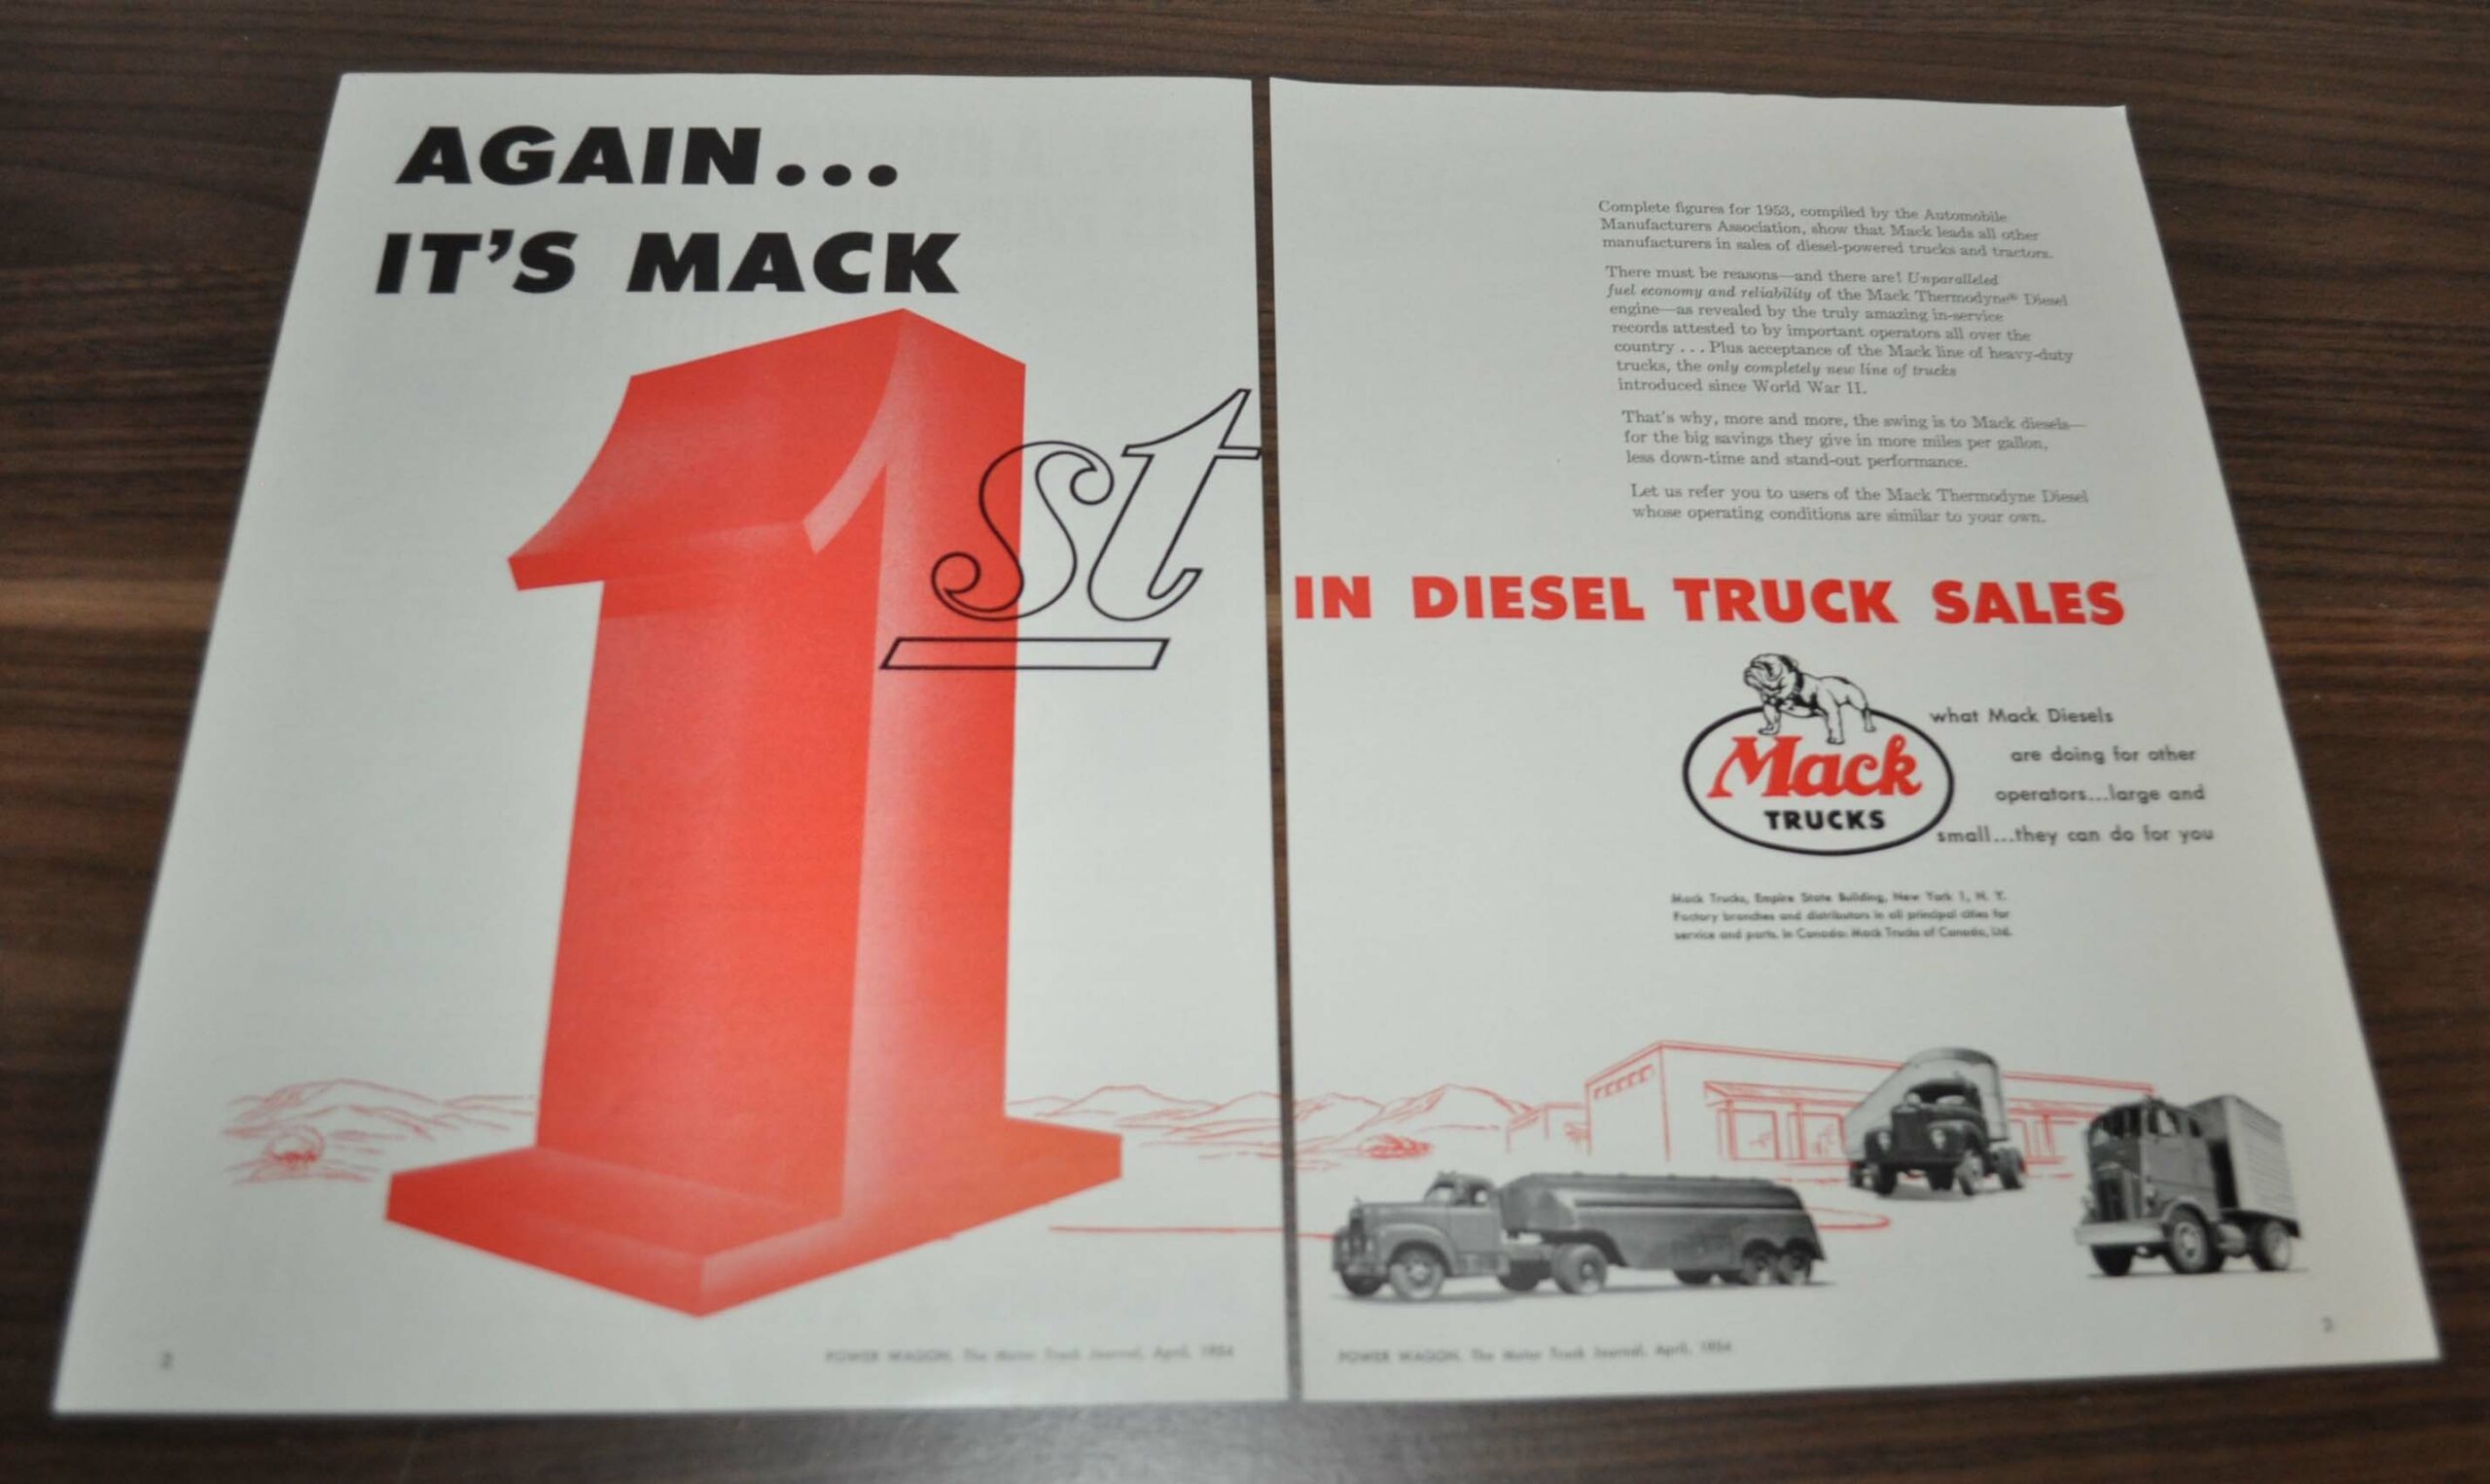 AGAIN...
IT'S MACK
1st
Complete figures for 1953, compiled by the Automobile
Manufacturers Association, show that Mack leads all other
manufacturers in sales of diesel-powered trucks and tractors.
There must be reasons—and there are! Unparalleled
fuel economy and reliability of the Mack Thermodyne® Diesel
engine—as revealed by the truly amazing in-service
records attested to by important operators all over the
country . . . Plus acceptance of the Mack line of heavy-duty
trucks, the only completely new line of trucks
introduced since World War II.
That's why, more and more, the swing is to Mack diesels—
for the big savings they give in more miles per gallon,
less down-time and stand-out performance.
Let us refer you to users of the Mack Thermodyne Diesel
whose operating conditions are similar to your own.
IN DIESEL TRUCK SALES
Mack
TRUCKS
what Mack Diesels
are doing for other
operators...large and
small...they can do for you
Mack Trucks, Empire State Building, New York 1, N. Y.
Factory branches and distributors in all principal cities for
service and parts. In Canada: Mack Trucks of Canada, Ltd.
2
POWER WAGON, The Motor Truck Journal, April, 1954
POWER WAGON, The Motor Truck Journal, April, 1954
3